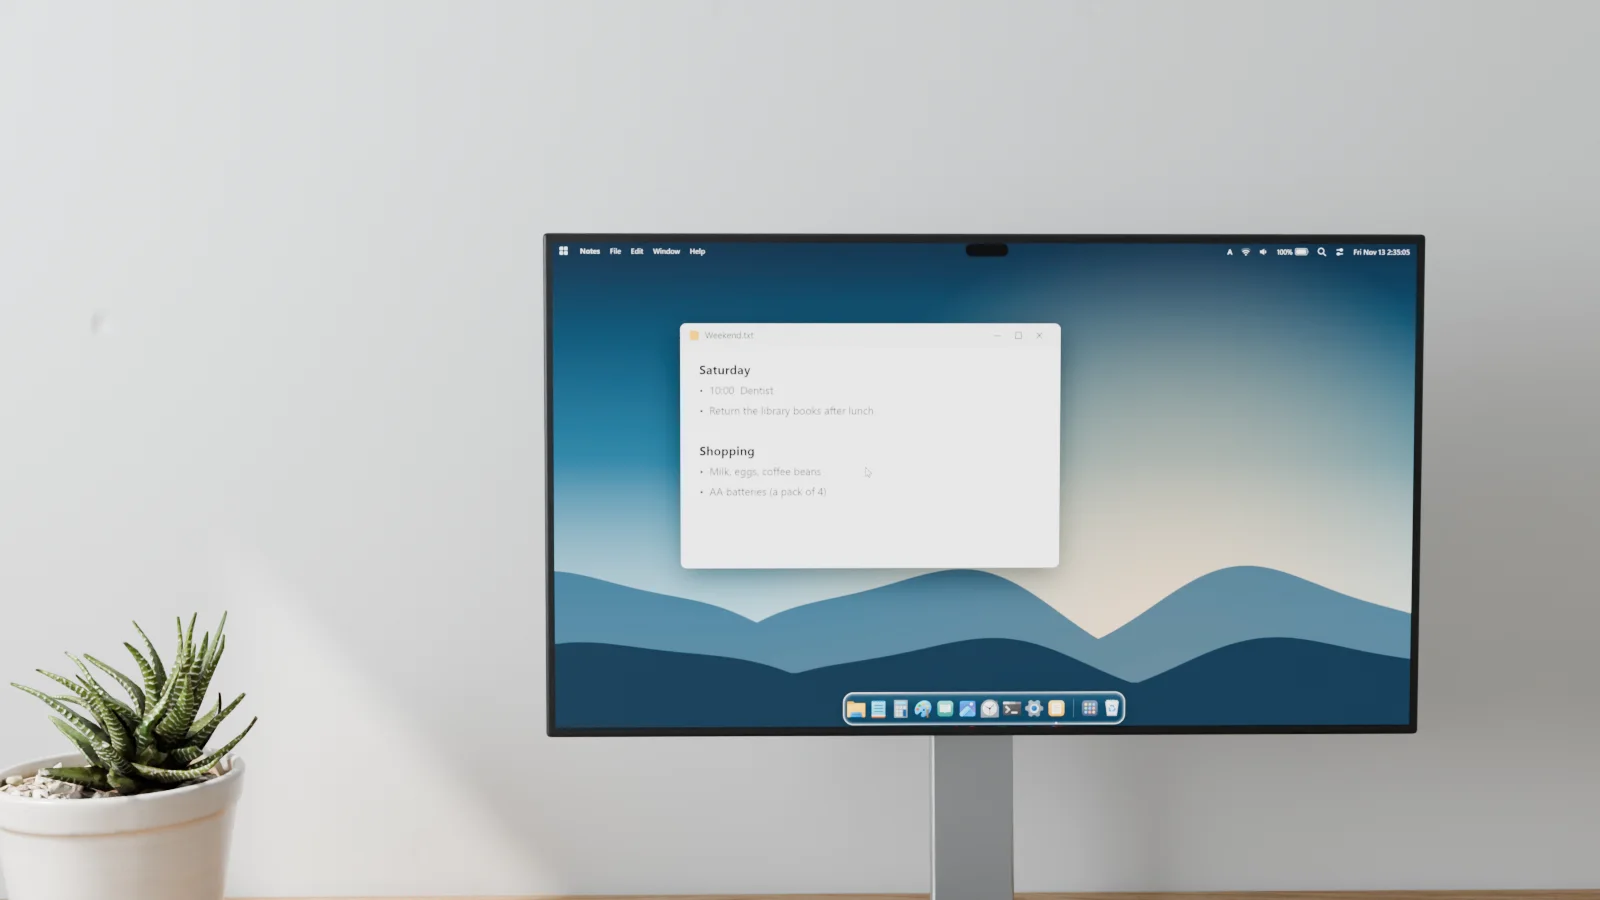 Notes File Edit Window Help
A 100% Fri Nov 13 2:35:05
Weekend.txt
Saturday
• 10:00 Dentist
• Return the library books after lunch
Shopping
• Milk, eggs, coffee beans
• AA batteries (a pack of 4)